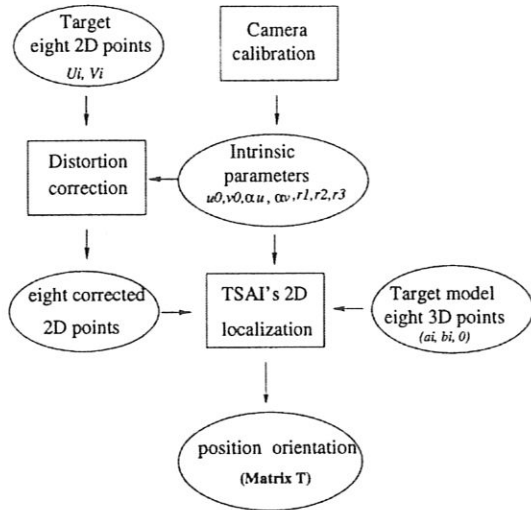 Target
eight 2D points
Ui, Vi
Camera
calibration
Distortion
correction
Intrinsic
parameters
u0,v0,αu, αv,r1,r2,r3
eight corrected
2D points
TSAI's 2D
localization
Target model
eight 3D points
(ai, bi, 0)
position orientation
(Matrix T)